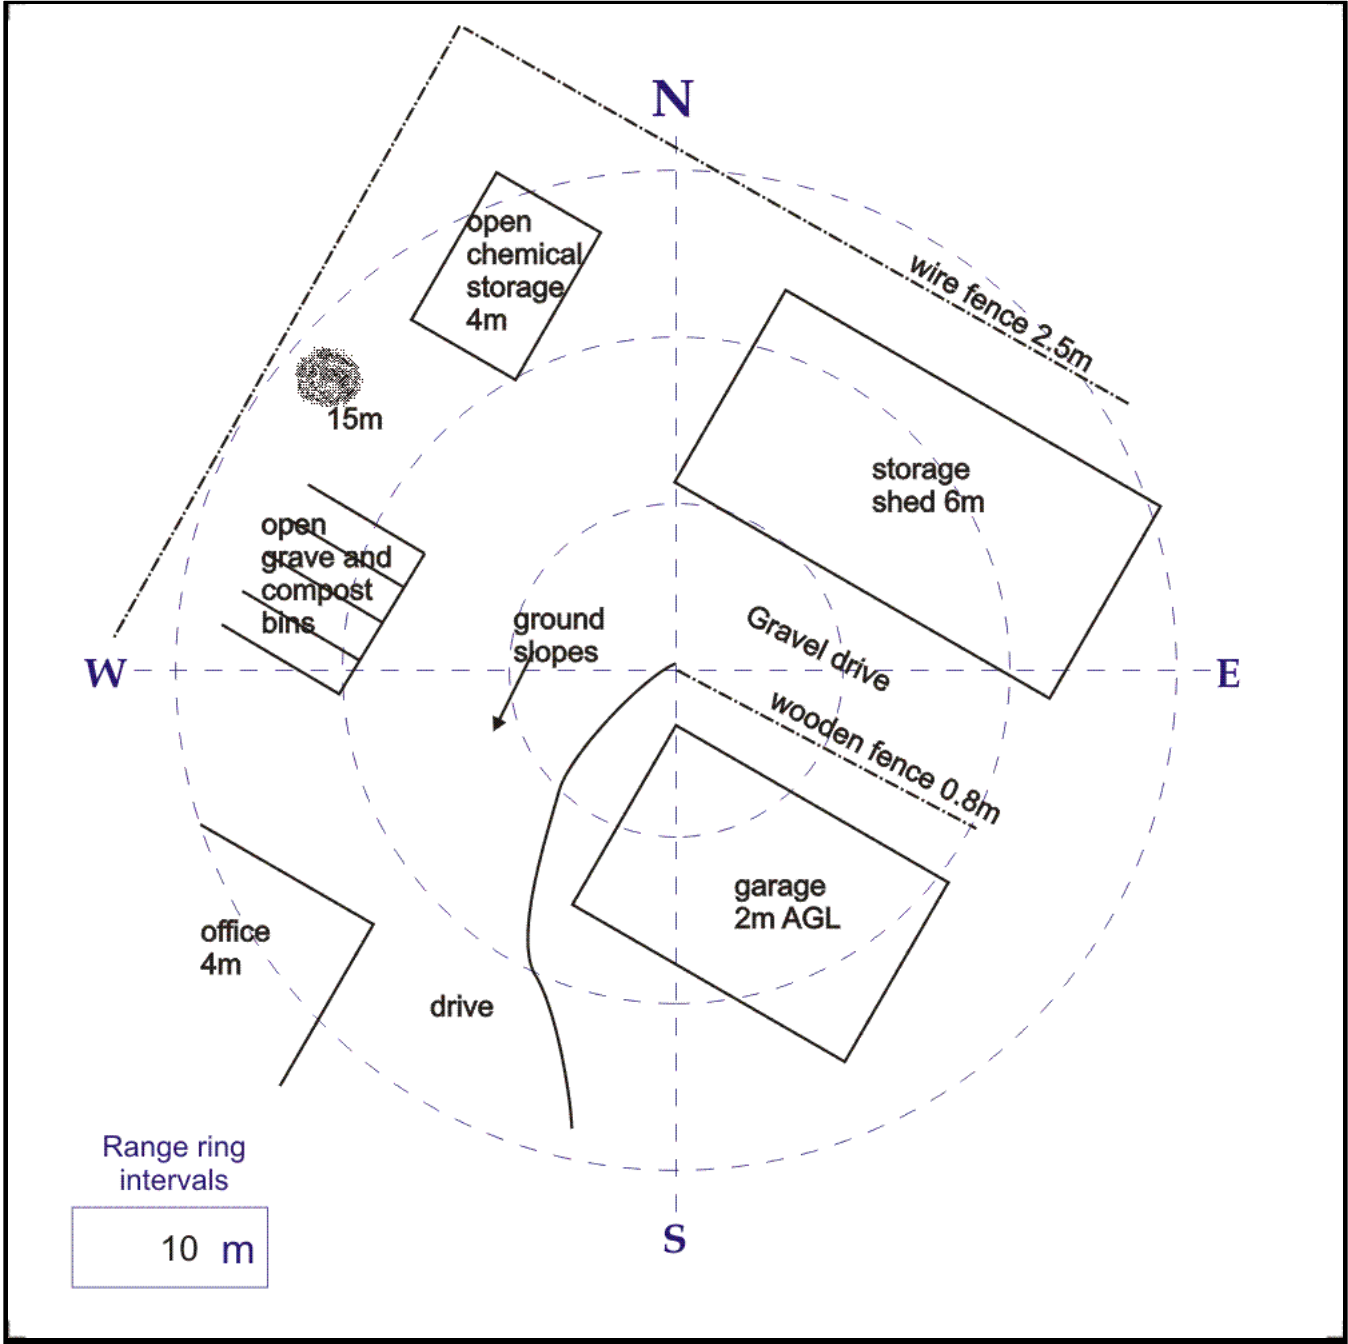 N
open
chemical
storage
4m
wire fence 2.5m
15m
storage
shed 6m
open
grave and
compost
bins
ground
slopes
Gravel drive
W
E
wooden fence 0.8m
garage
2m AGL
office
4m
drive
Range ring
intervals
10 m
S